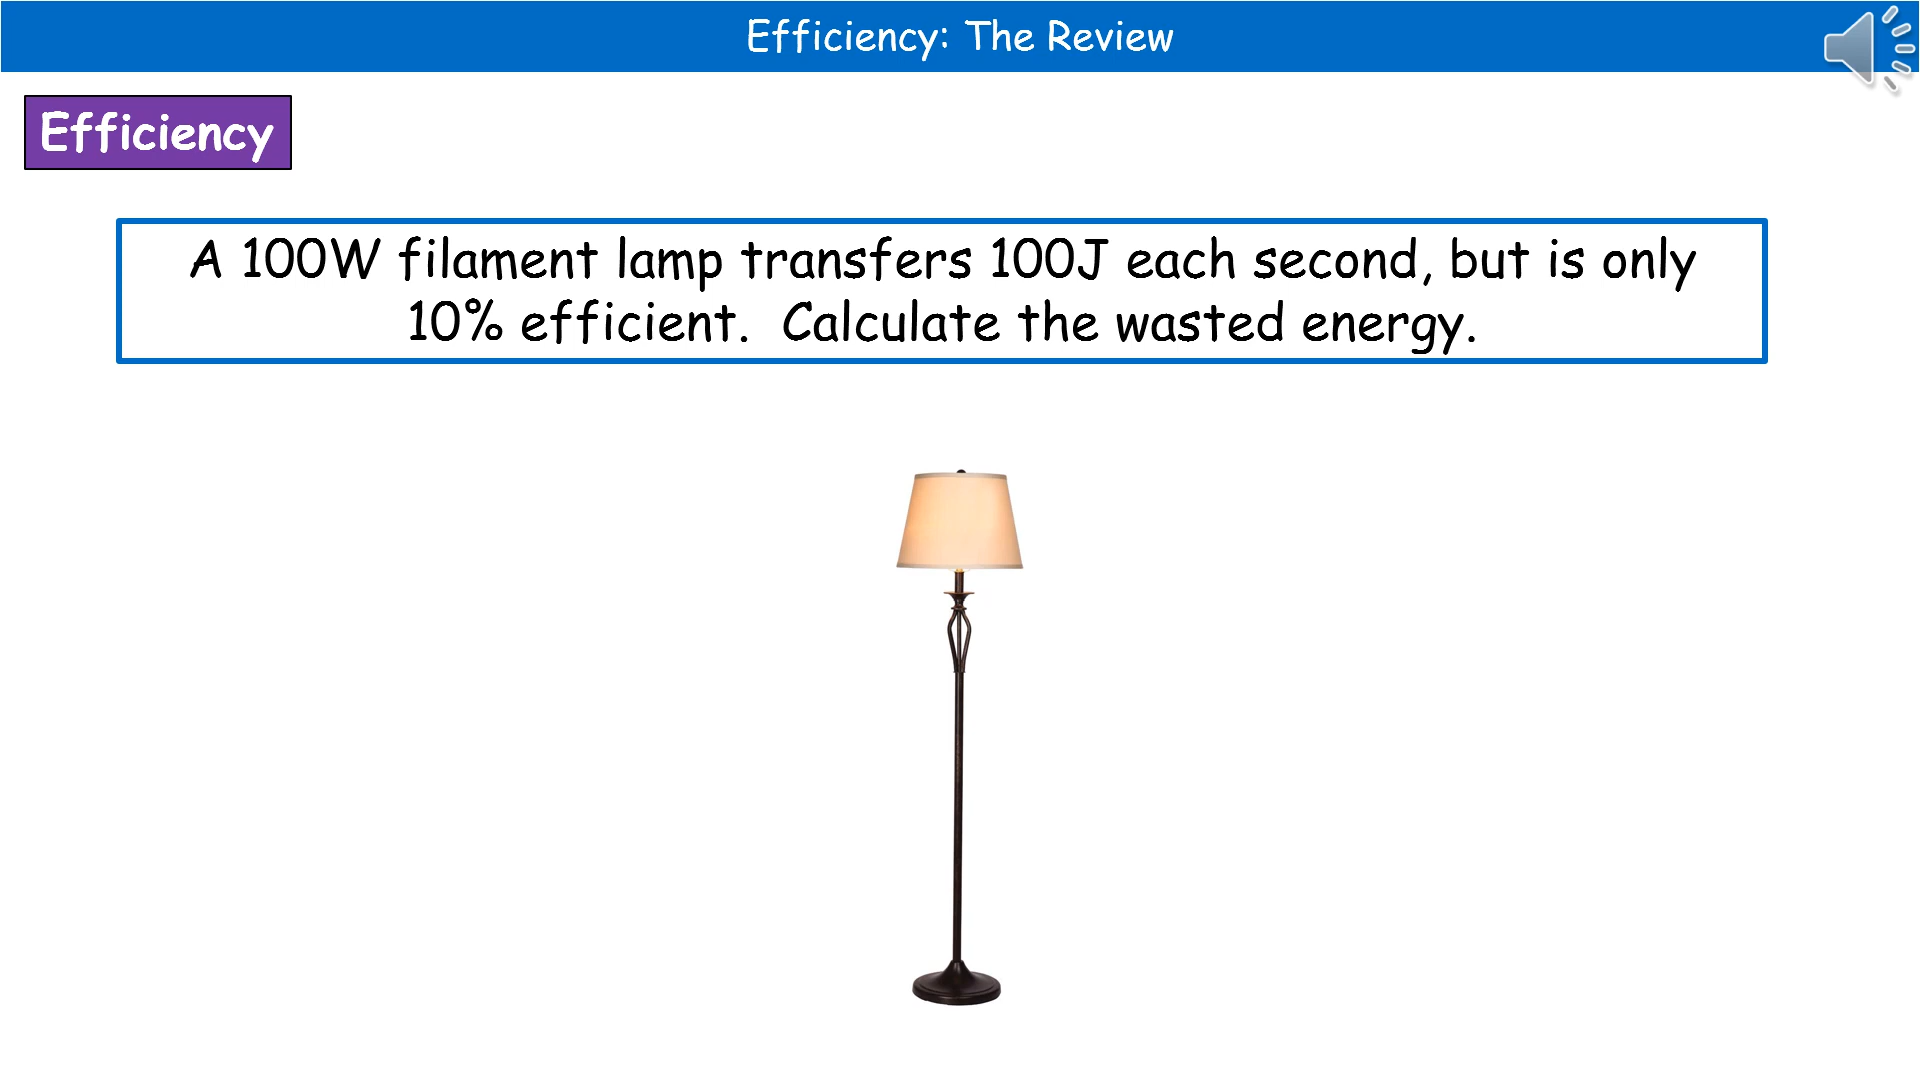 Efficiency: The Review
Efficiency
A 100W filament lamp transfers 100J each second, but is only
10% efficient.  Calculate the wasted energy.